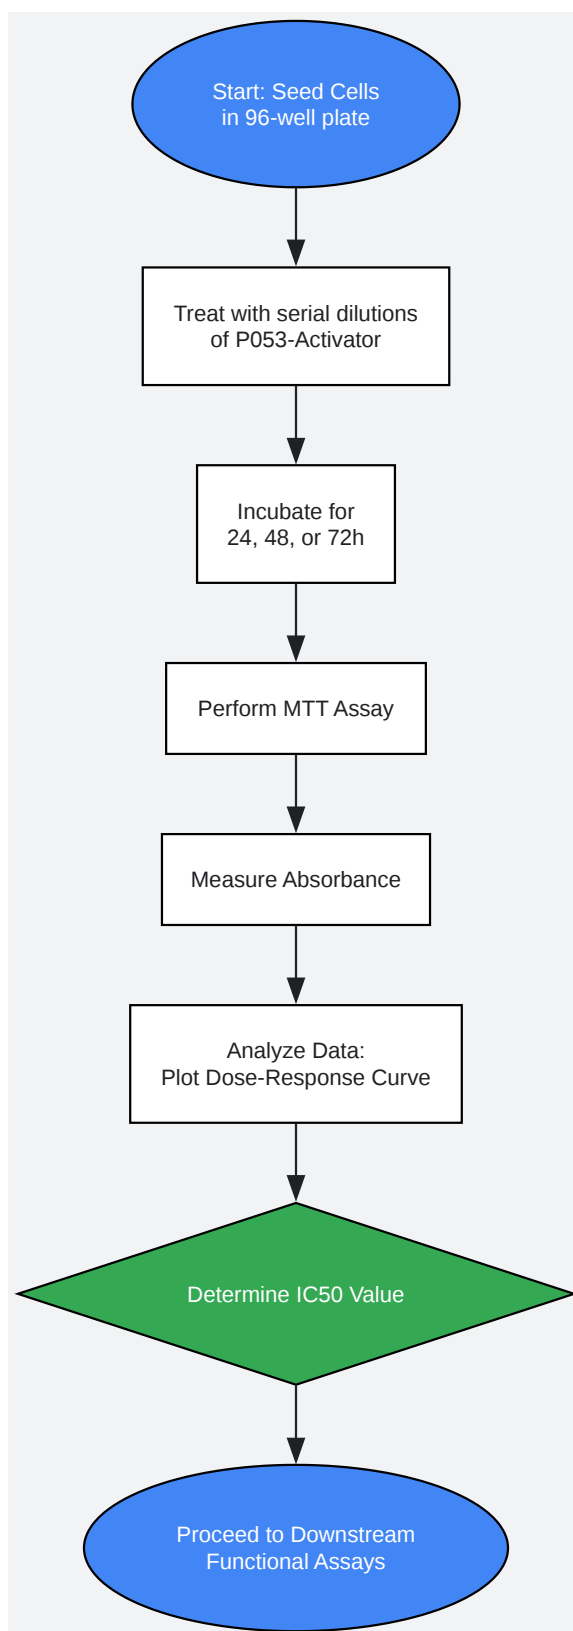 Start: Seed Cells
in 96-well plate
Treat with serial dilutions
of P053-Activator
Incubate for
24, 48, or 72h
Perform MTT Assay
Measure Absorbance
Analyze Data:
Plot Dose-Response Curve
Determine IC50 Value
Proceed to Downstream
Functional Assays